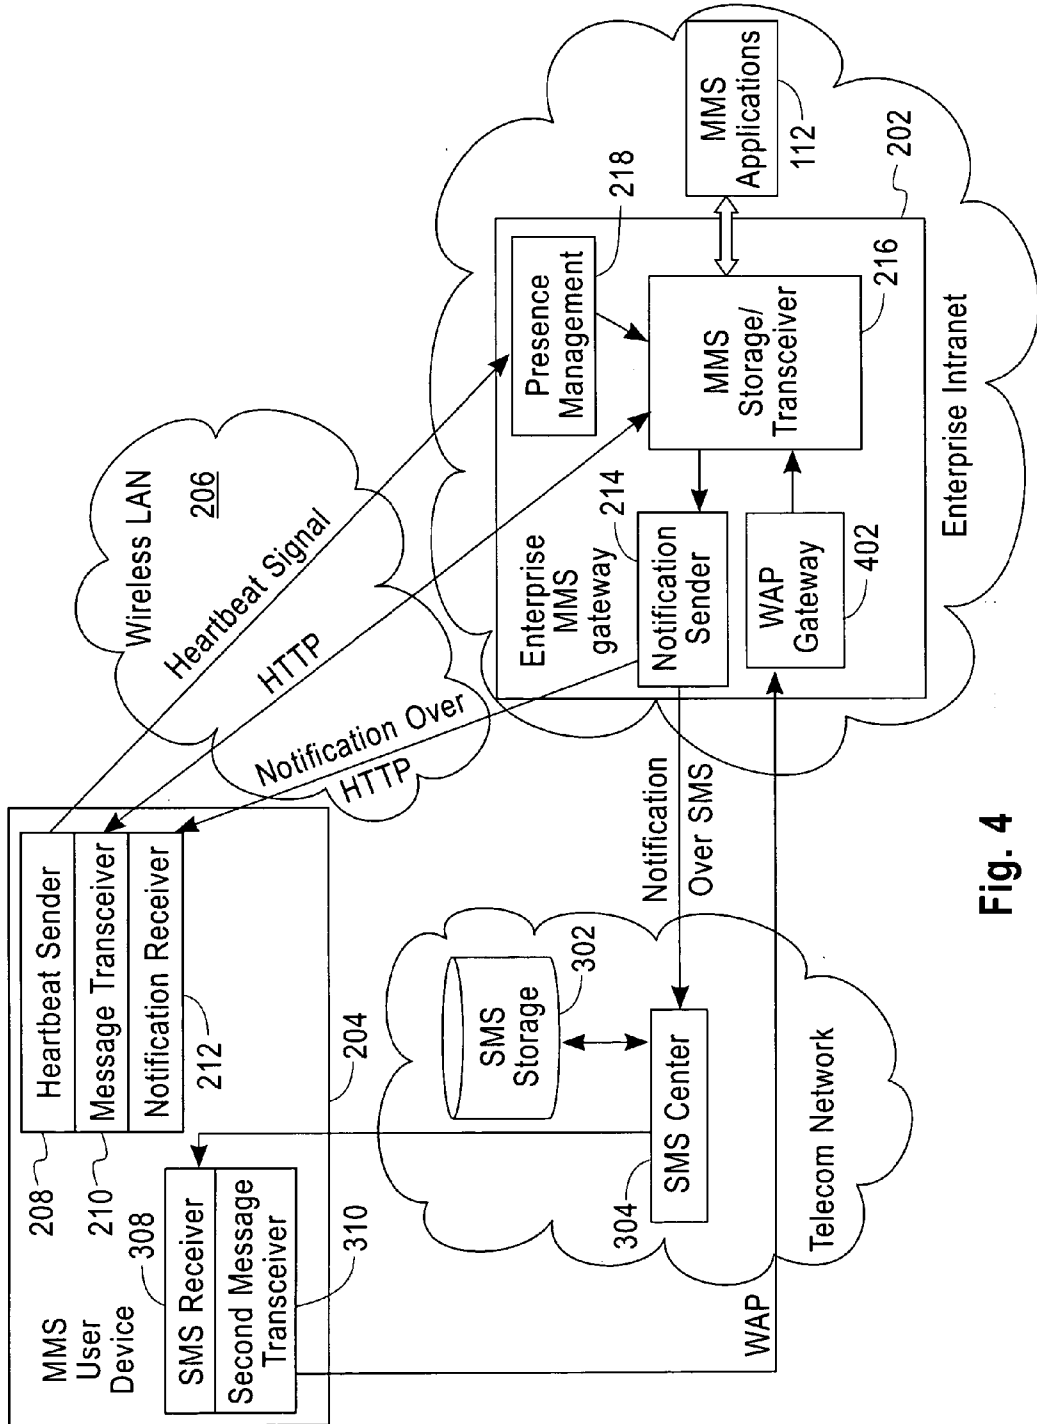 MMS
User
Device
208
Heartbeat Sender
210
Message Transceiver
Notification Receiver
212
308
SMS Receiver
Second Message
Transceiver
310
204
Wireless LAN
206
Heartbeat Signal
HTTP
Notification Over
HTTP
SMS
Storage
302
304
SMS Center
Telecom Network
Notification
Over SMS
WAP
Enterprise
MMS
gateway
Presence
Management
218
214
Notification
Sender
MMS
Storage/
Transceiver
216
WAP
Gateway
402
MMS
Applications
112
202
Enterprise Intranet
Fig. 4